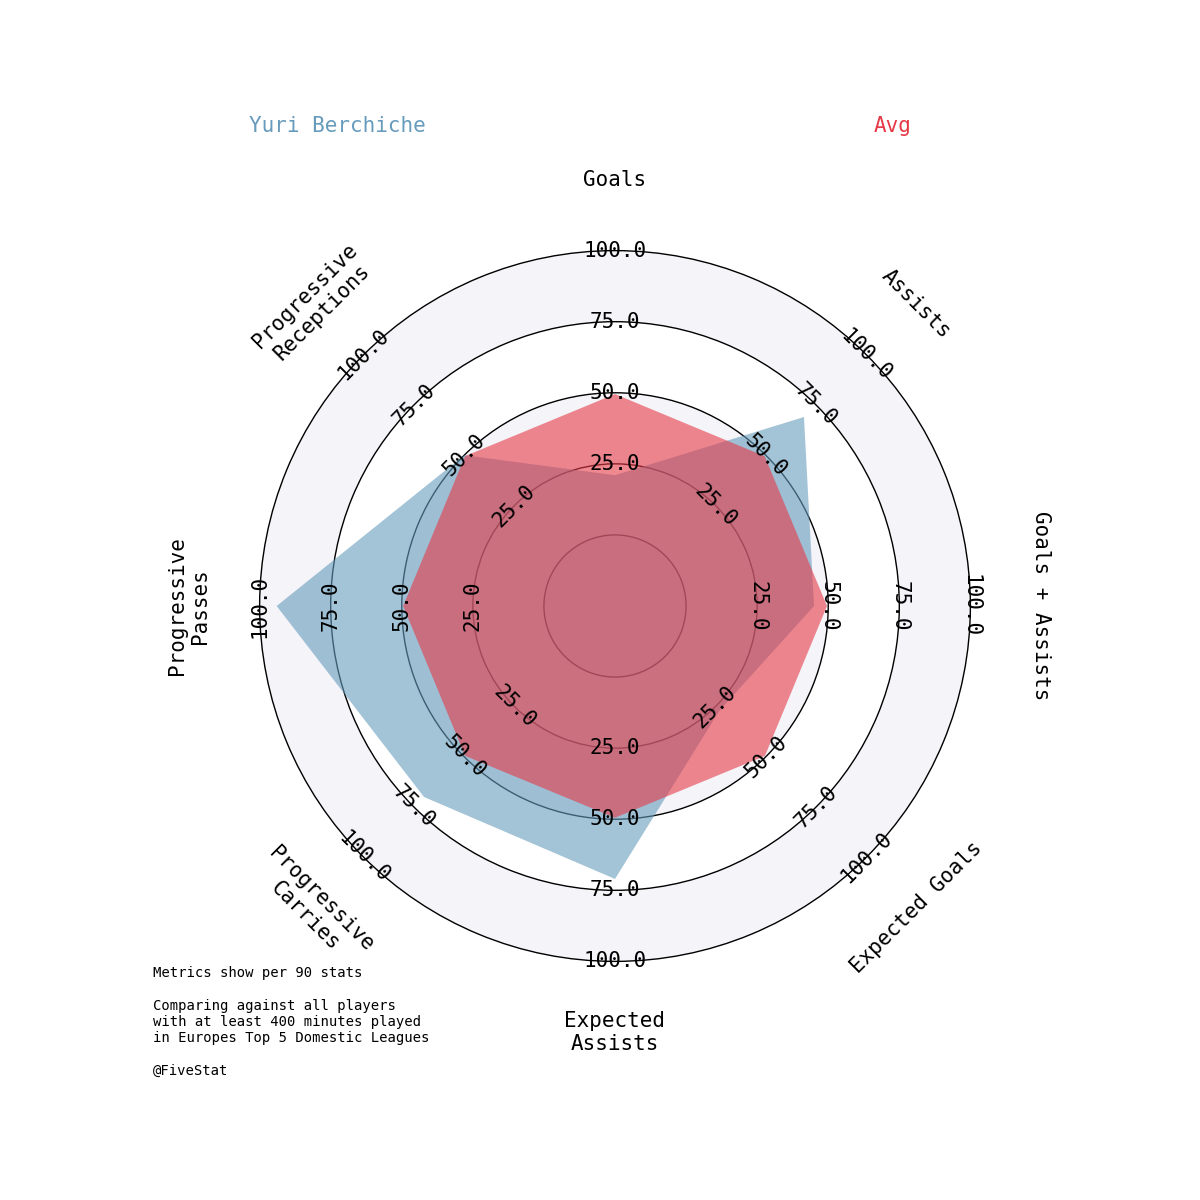 Yuri Berchiche
Avg
Goals
Assists
Goals + Assists
Expected Goals
Expected
Assists
Progressive
Carries
Progressive
Passes
Progressive
Receptions
100.0
75.0
50.0
25.0
100.0
75.0
50.0
25.0
100.0
75.0
50.0
25.0
100.0
75.0
50.0
25.0
100.0
75.0
50.0
25.0
100.0
75.0
50.0
25.0
100.0
75.0
50.0
25.0
100.0
75.0
50.0
25.0
Metrics show per 90 stats
Comparing against all players
with at least 400 minutes played
in Europes Top 5 Domestic Leagues
@FiveStat